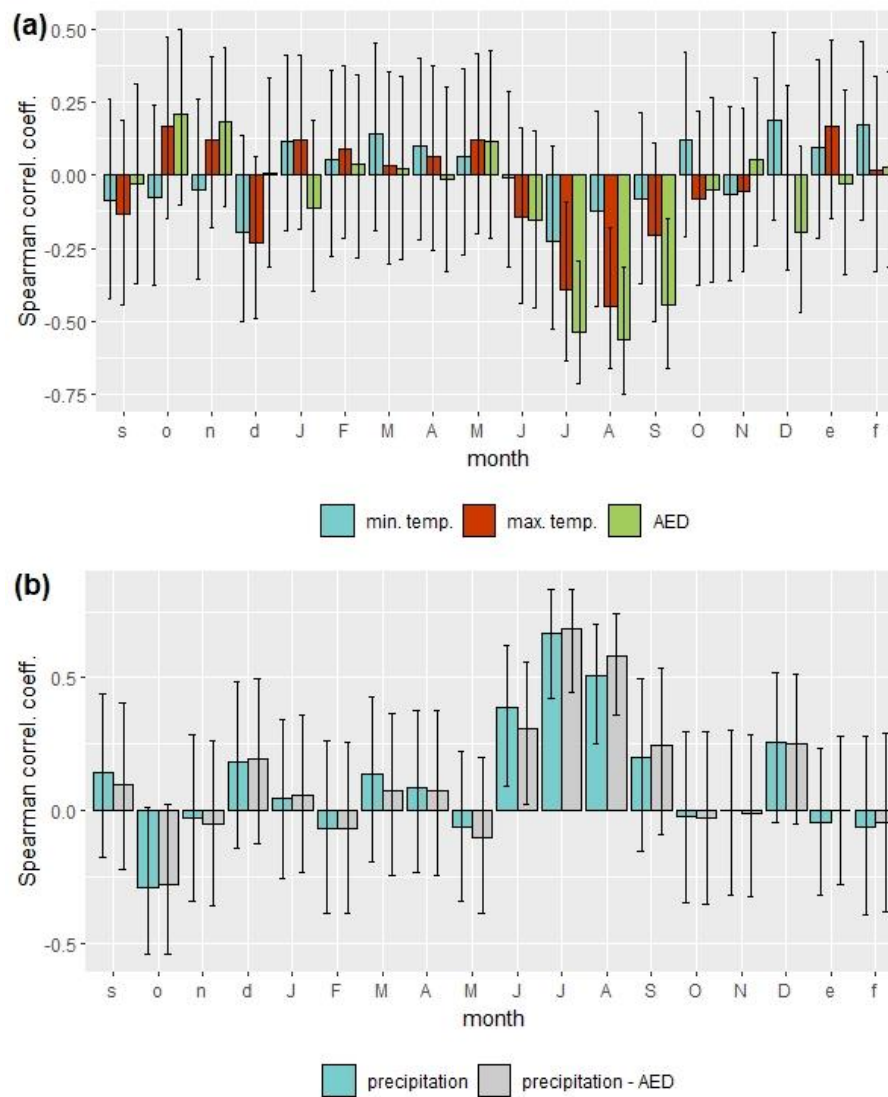 (a)
Spearman correl. coeff.
0.50
0.25
0.00
-0.25
-0.50
-0.75
s o n d J F M A M J J A S O N D e f
month
min. temp. max. temp. AED
(b)
Spearman correl. coeff.
0.5
0.0
-0.5
s o n d J F M A M J J A S O N D e f
month
precipitation precipitation - AED